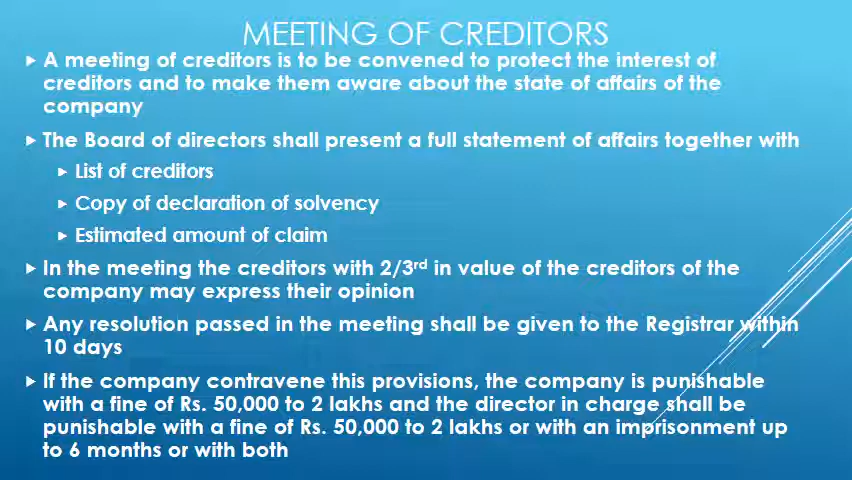 MEETING OF CREDITORS
A meeting of creditors is to be convened to protect the interest of
creditors and to make them aware about the state of affairs of the
company
The Board of directors shall present a full statement of affairs together with
List of creditors
Copy of declaration of solvency
Estimated amount of claim
In the meeting the creditors with 2/3rd in value of the creditors of the
company may express their opinion
Any resolution passed in the meeting shall be given to the Registrar within
10 days
If the company contravene this provisions, the company is punishable
with a fine of Rs. 50,000 to 2 lakhs and the director in charge shall be
punishable with a fine of Rs. 50,000 to 2 lakhs or with an imprisonment up
to 6 months or with both